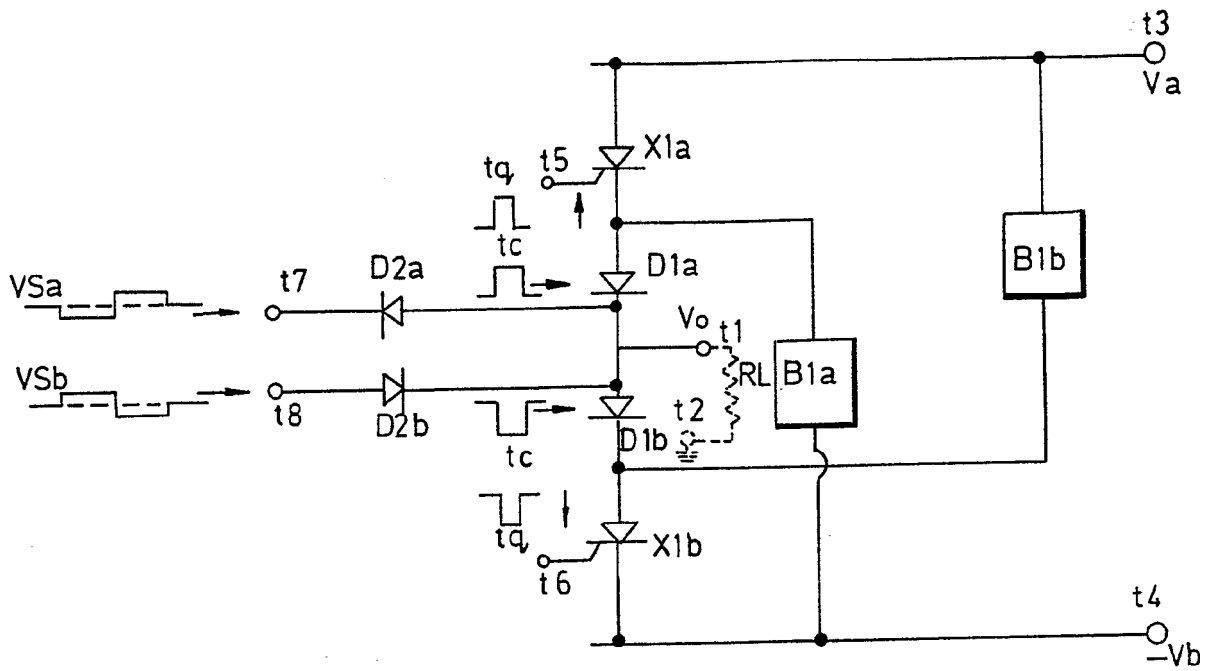 t3
Va
X1a
t5
tq
tc
D1a
B1b
VSa
t7
D2a
Vo
t1
RL
B1a
VSb
t8
D2b
t2
tc
D1b
tq
t6
X1b
t4
–Vb